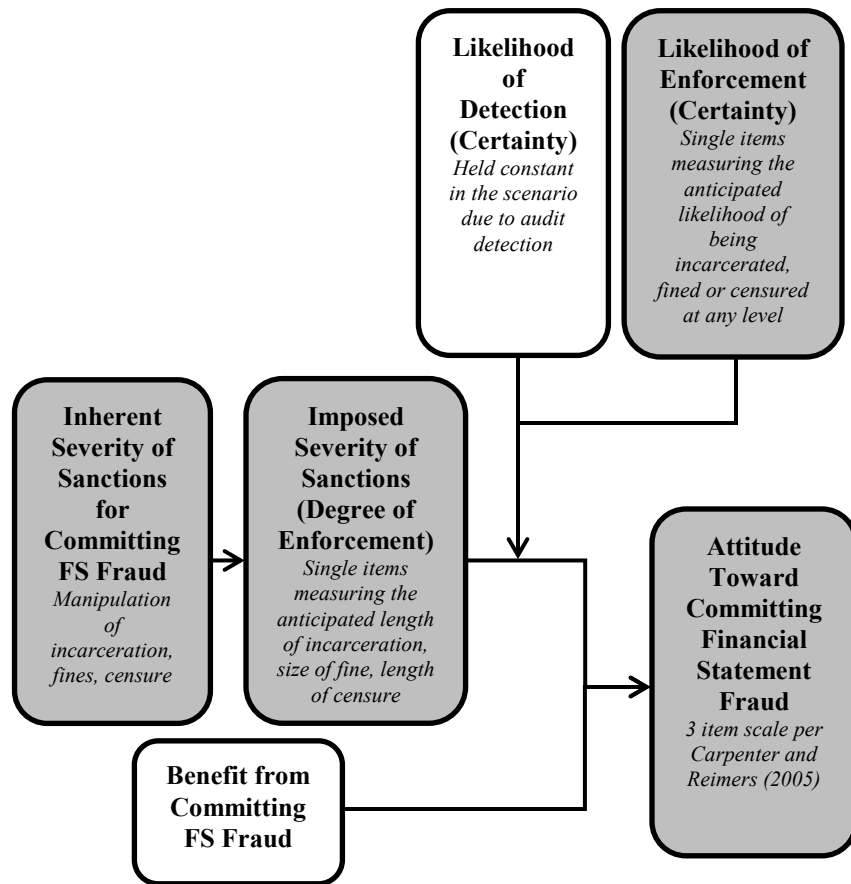 Likelihood
of
Detection
(Certainty)
Held constant
in the scenario
due to audit
detection
Likelihood of
Enforcement
(Certainty)
Single items
measuring the
anticipated
likelihood of
being
incarcerated,
fined or censured
at any level
Inherent
Severity of
Sanctions
for
Committing
FS Fraud
Manipulation
of
incarceration,
fines, censure
Imposed
Severity of
Sanctions
(Degree of
Enforcement)
Single items
measuring the
anticipated length
of incarceration,
size of fine, length
of censure
Attitude
Toward
Committing
Financial
Statement
Fraud
3 item scale per
Carpenter and
Reimers (2005)
Benefit from
Committing
FS Fraud